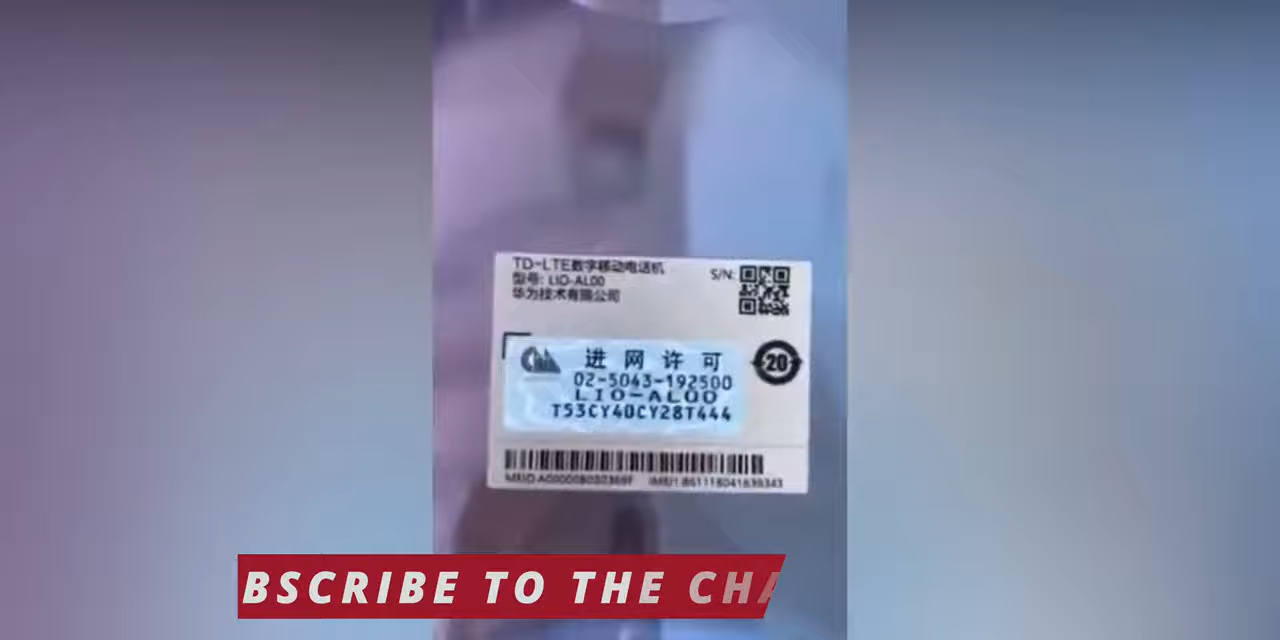 TD-LTE数字移动电话机
型号: LIO-AL00
华为技术有限公司
S/N:
进网许可
02-5043-192500
LIO-AL00
T53CY4DCY28T444
20
BSCRIBE TO THE CHA